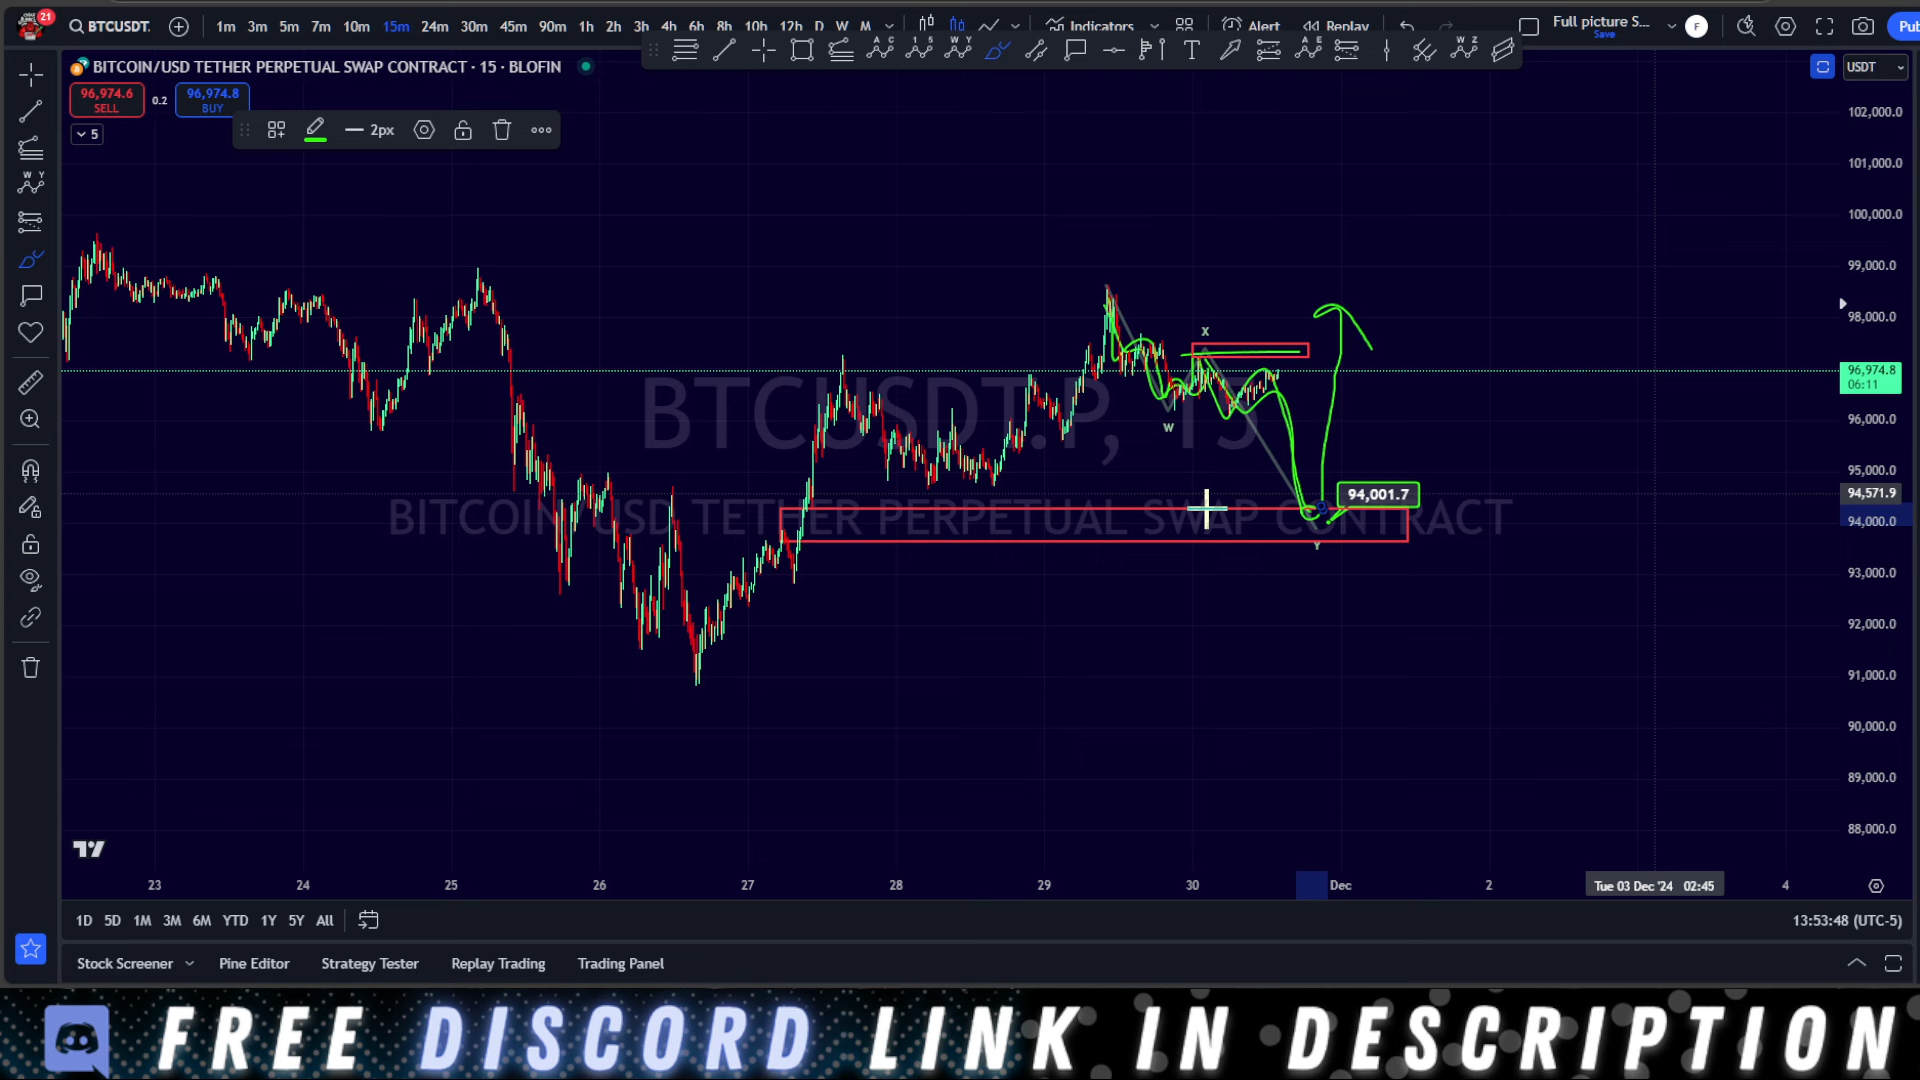 21
BTCUSDT.
1m 3m 5m 7m 10m 15m 24m 30m 45m 90m 1h 2h 3h 4h 6h 8h 10h 12h D W M
Indicators
Alert
Replay
Full picture S...
Save
F
Pub
BITCOIN/USD TETHER PERPETUAL SWAP CONTRACT · 15 · BLOFIN
USDT
96,974.6
SELL
0.2
96,974.8
BUY
2px
5
102,000.0
101,000.0
100,000.0
99,000.0
98,000.0
96,974.8
06:11
96,000.0
95,000.0
94,571.9
94,000.0
93,000.0
92,000.0
91,000.0
90,000.0
89,000.0
88,000.0
X
W
94,001.7
Y
BTCUSDT.P, 15
BITCOIN/USD TETHER PERPETUAL SWAP CONTRACT
23 24 25 26 27 28 29 30 Dec 2 Tue 03 Dec '24 02:45 4
1D 5D 1M 3M 6M YTD 1Y 5Y All
13:53:48 (UTC-5)
Stock Screener Pine Editor Strategy Tester Replay Trading Trading Panel
FREE DISCORD LINK IN DESCRIPTION